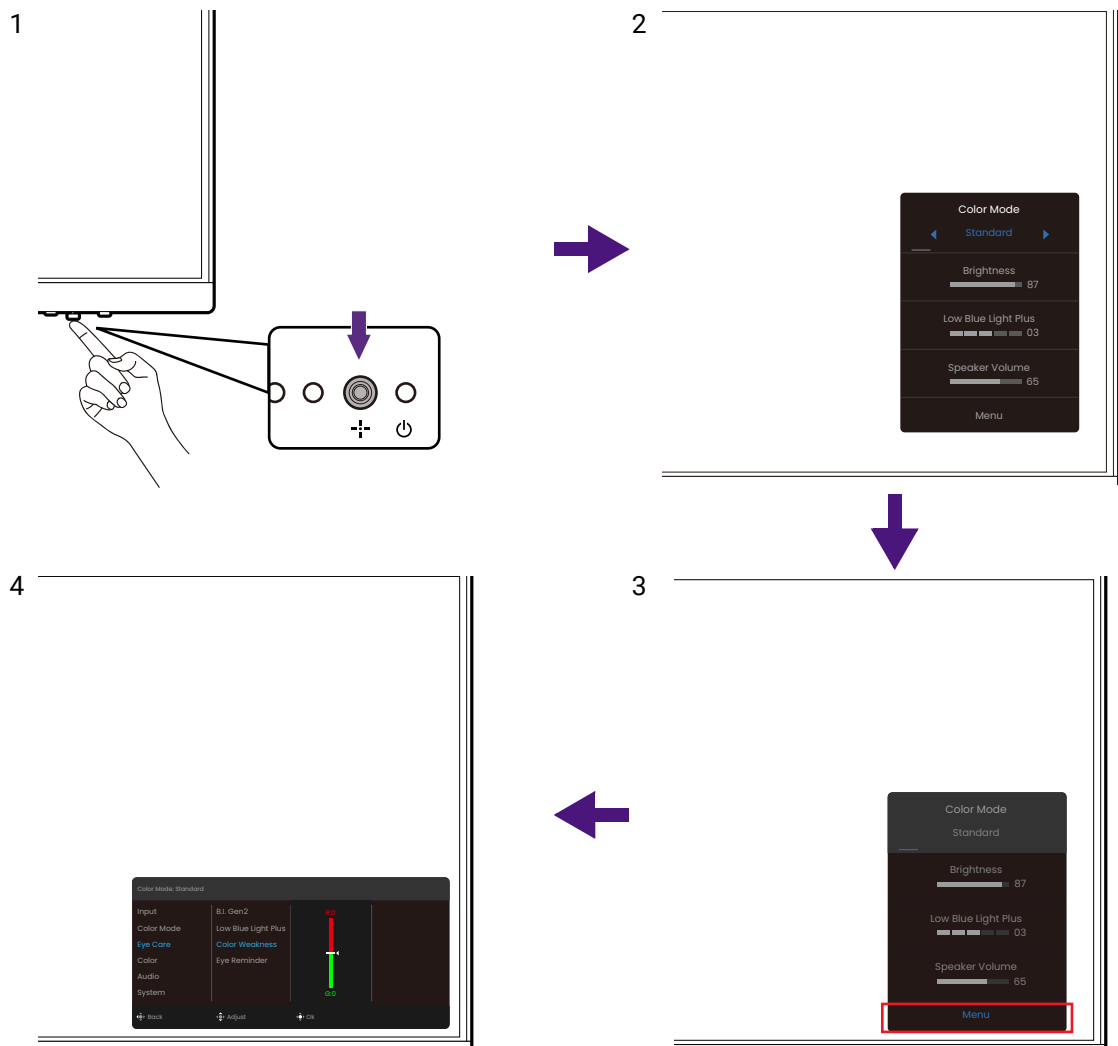 1
2
Color Mode
Standard
Brightness
87
Low Blue Light Plus
03
Speaker Volume
65
Menu
3
Color Mode
Standard
Brightness
87
Low Blue Light Plus
03
Speaker Volume
65
Menu
4
Color Mode: Standard
Input B.I. Gen2 R:0
Color Mode Low Blue Light Plus
Eye Care Color Weakness
Color Eye Reminder
Audio
System G:0
Back Adjust Ok